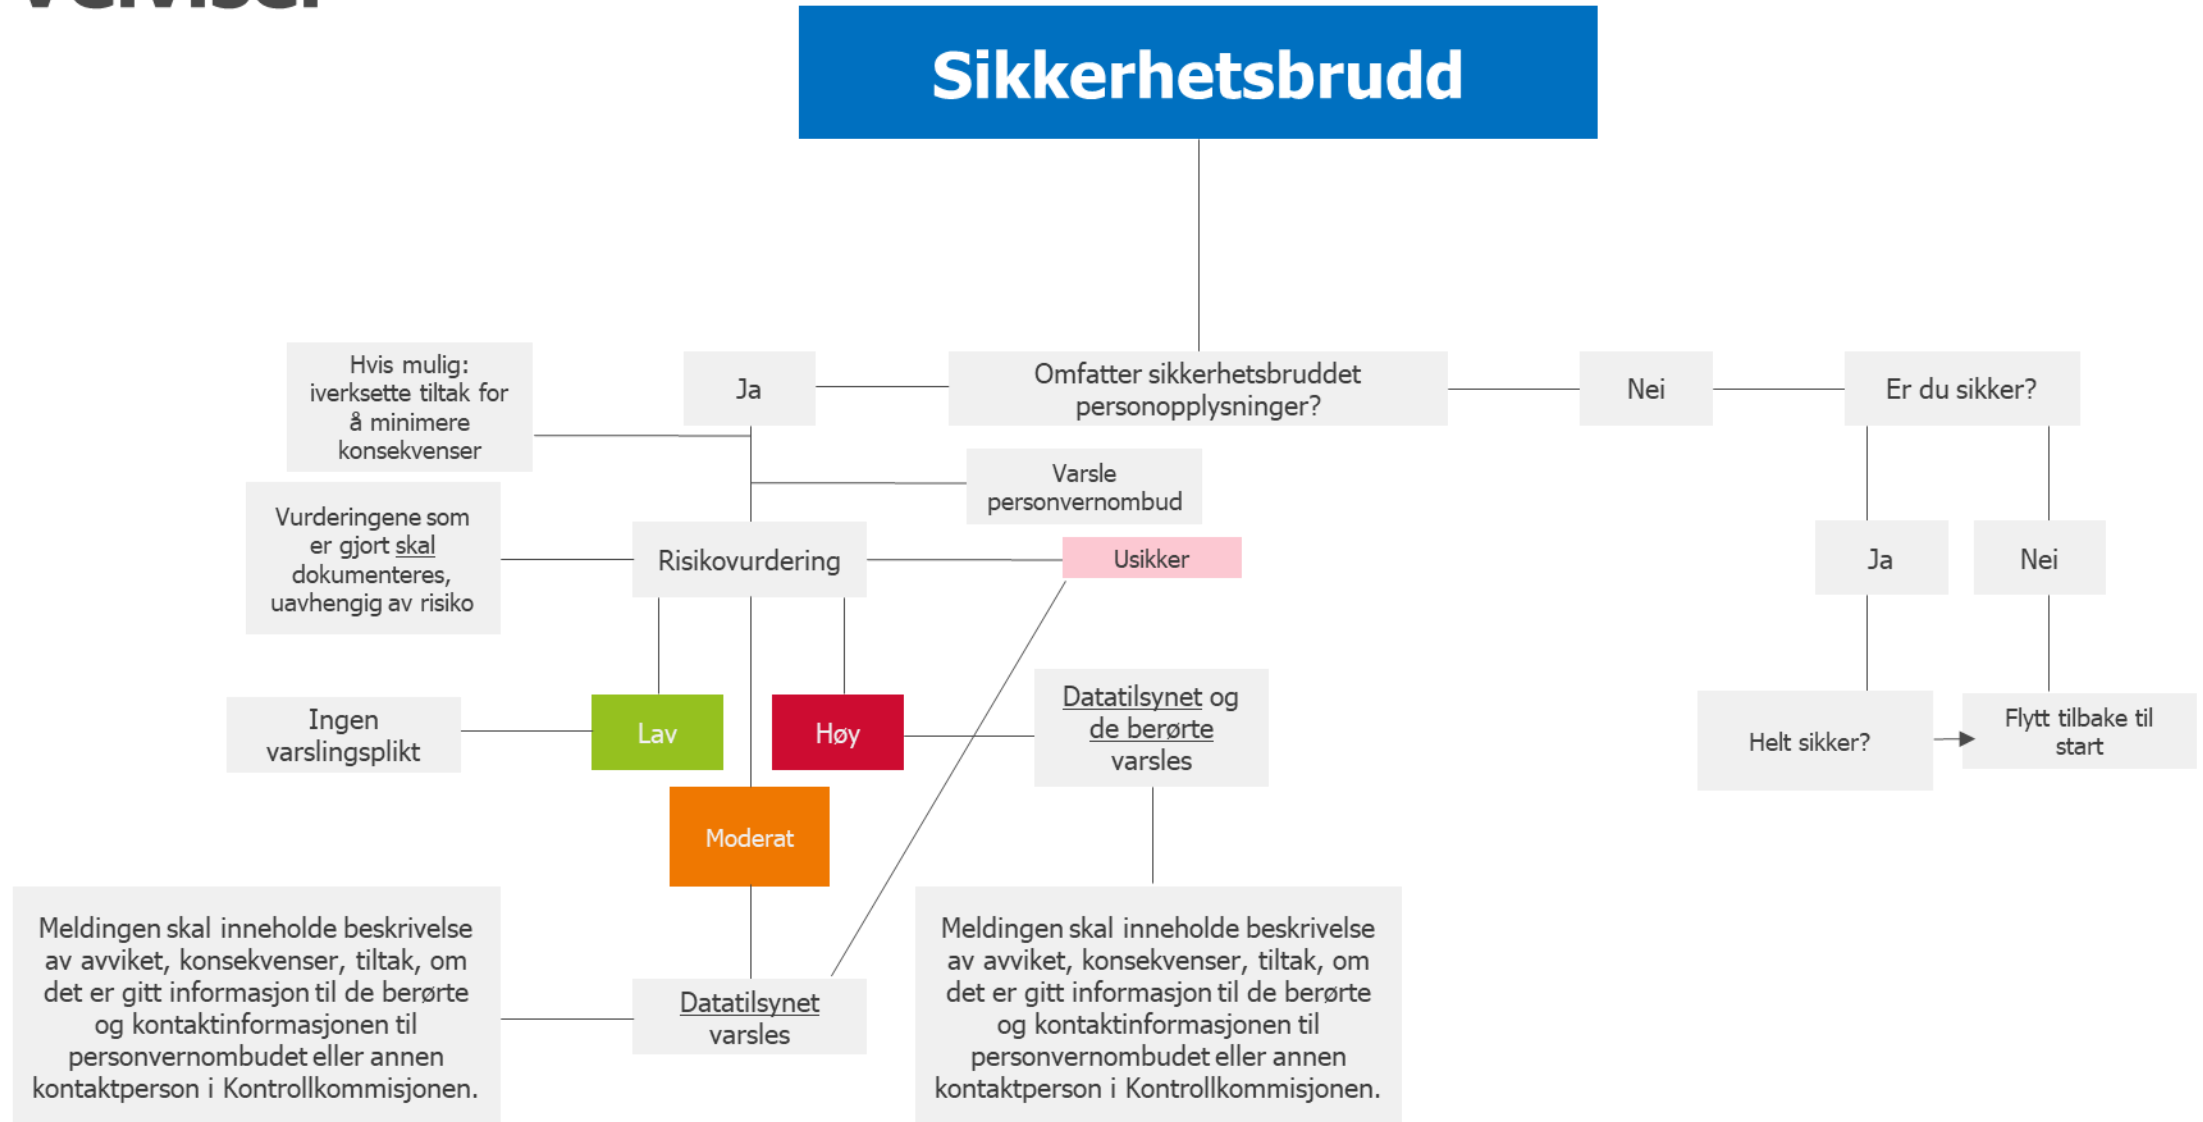 Sikkerhetsbrudd
Hvis mulig:
iverksette tiltak for
å minimere
konsekvenser
Ja
Omfatter sikkerhetsbruddet
personopplysninger?
Nei
Er du sikker?
Varsle
personvernombud
Vurderingene som
er gjort skal
dokumenteres,
uavhengig av risiko
Risikovurdering
Usikker
Ja
Nei
Ingen
varslingsplikt
Lav
Høy
Datatilsynet og
de berørte
varsles
Helt sikker?
Flytt tilbake til
start
Moderat
Meldingen skal inneholde beskrivelse
av avviket, konsekvenser, tiltak, om
det er gitt informasjon til de berørte
og kontaktinformasjonen til
personvernombudet eller annen
kontaktperson i Kontrollkommisjonen.
Datatilsynet
varsles
Meldingen skal inneholde beskrivelse
av avviket, konsekvenser, tiltak, om
det er gitt informasjon til de berørte
og kontaktinformasjonen til
personvernombudet eller annen
kontaktperson i Kontrollkommisjonen.